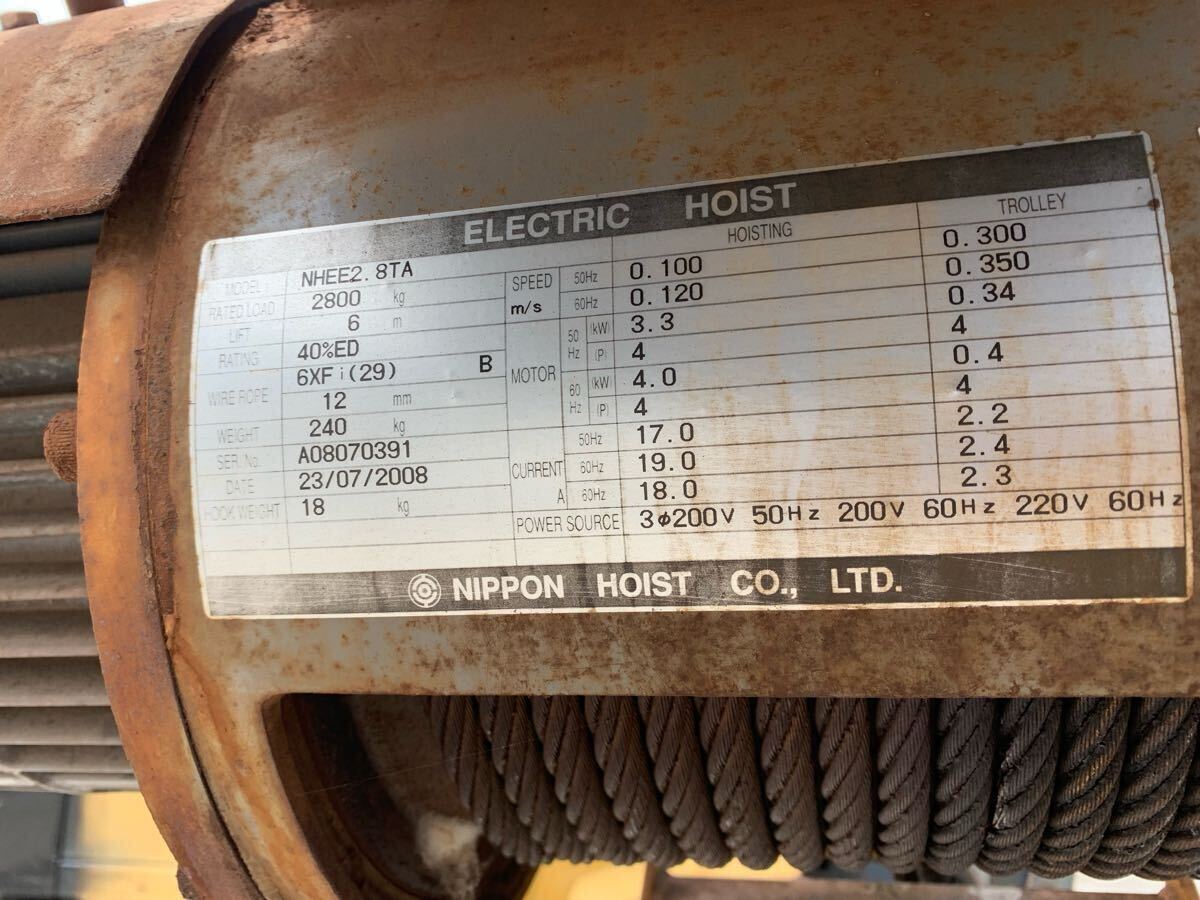 ELECTRIC HOIST
MODEL NHEE2.8TA
RATED LOAD 2800 kg
LIFT 6 m
RATING 40%ED
WIRE ROPE 6XFi(29) B
12 mm
WEIGHT 240 kg
SER. No. A08070391
DATE 23/07/2008
HOOK WEIGHT 18 kg
HOISTING TROLLEY
SPEED m/s 50Hz 0.100 0.300
60Hz 0.120 0.350
MOTOR 50 Hz (kW) 3.3 0.34
(P) 4 4
60 Hz (kW) 4.0 0.4
(P) 4 4
CURRENT A 50Hz 17.0 2.2
60Hz 19.0 2.4
60Hz 18.0 2.3
POWER SOURCE 3φ200V 50Hz 200V 60Hz 220V 60Hz
NIPPON HOIST CO., LTD.